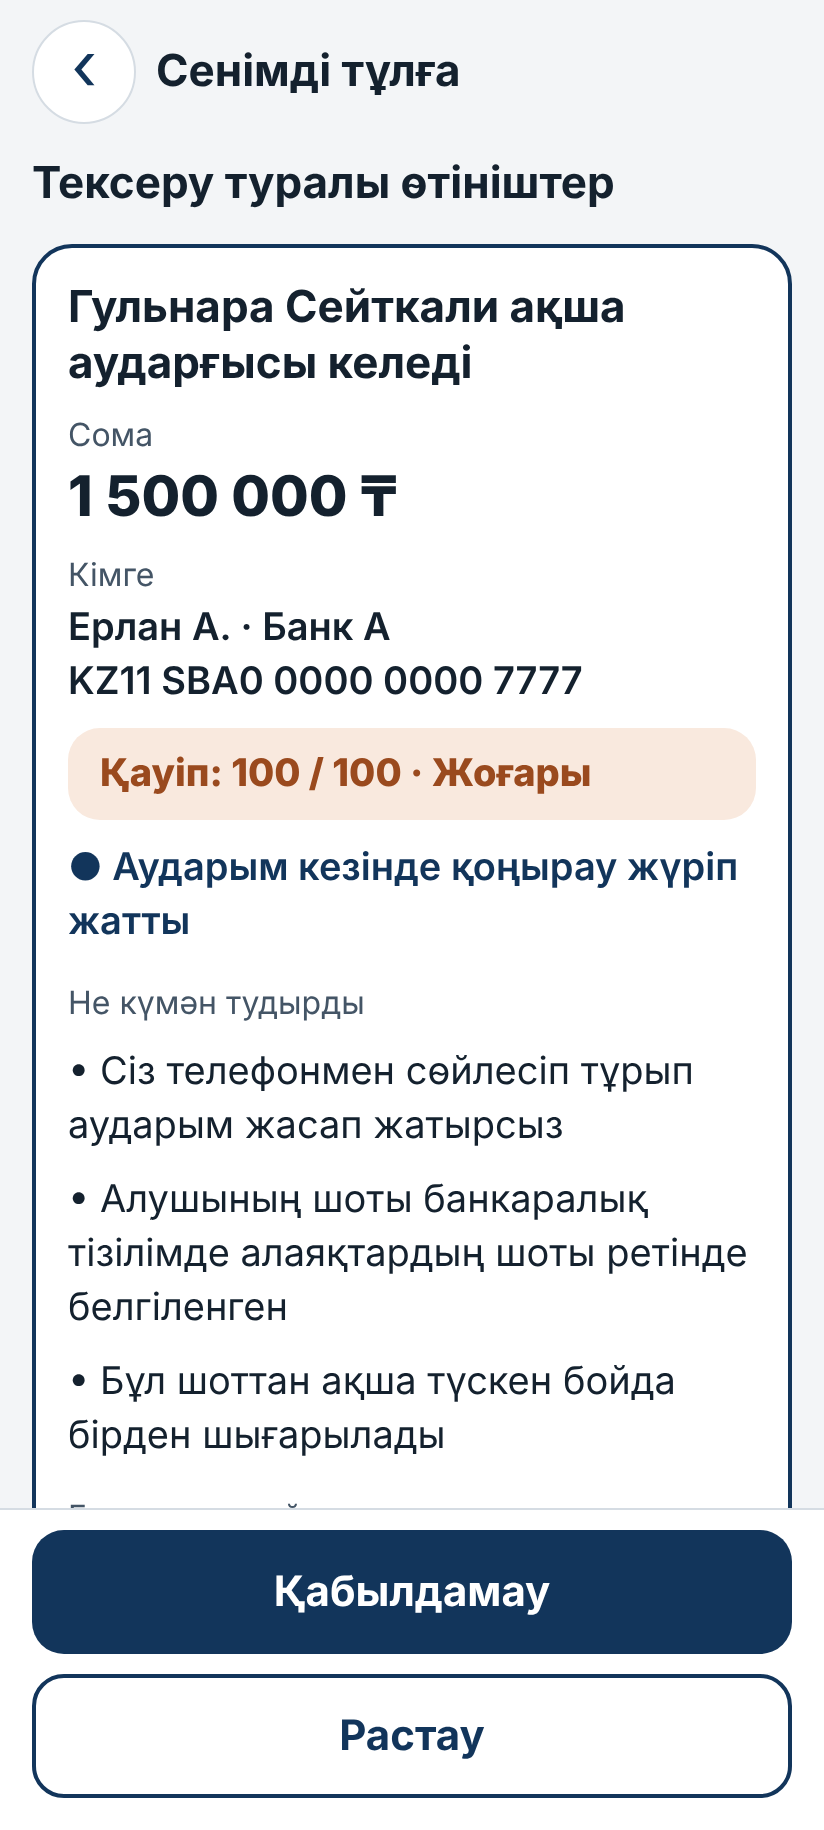 Сенімді тұлға
Тексеру туралы өтініштер
Гульнара Сейткали ақша
аударғысы келеді
Сома
1 500 000 ₸
Кімге
Ерлан А. · Банк А
KZ11 SBA0 0000 0000 7777
Қауіп: 100 / 100 · Жоғары
● Аударым кезінде қоңырау жүріп
жатты
Не күмән тудырды
• Сіз телефонмен сөйлесіп тұрып
аударым жасап жатырсыз
• Алушының шоты банкаралық
тізілімде алаяқтардың шоты ретінде
белгіленген
• Бұл шоттан ақша түскен бойда
бірден шығарылады
Қабылдамау
Растау